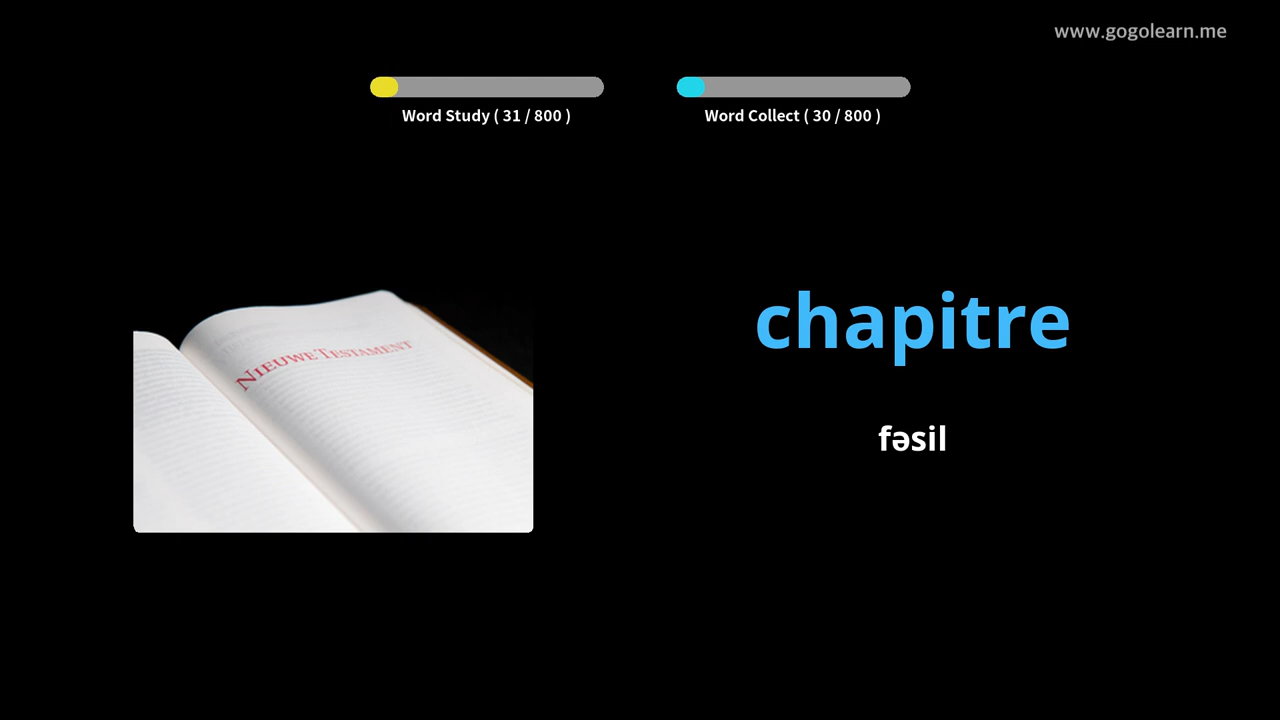 www.gogolearn.me
Word Study ( 31 / 800 )
Word Collect ( 30 / 800 )
NIEUWE TESTAMENT
chapitre
fəsil